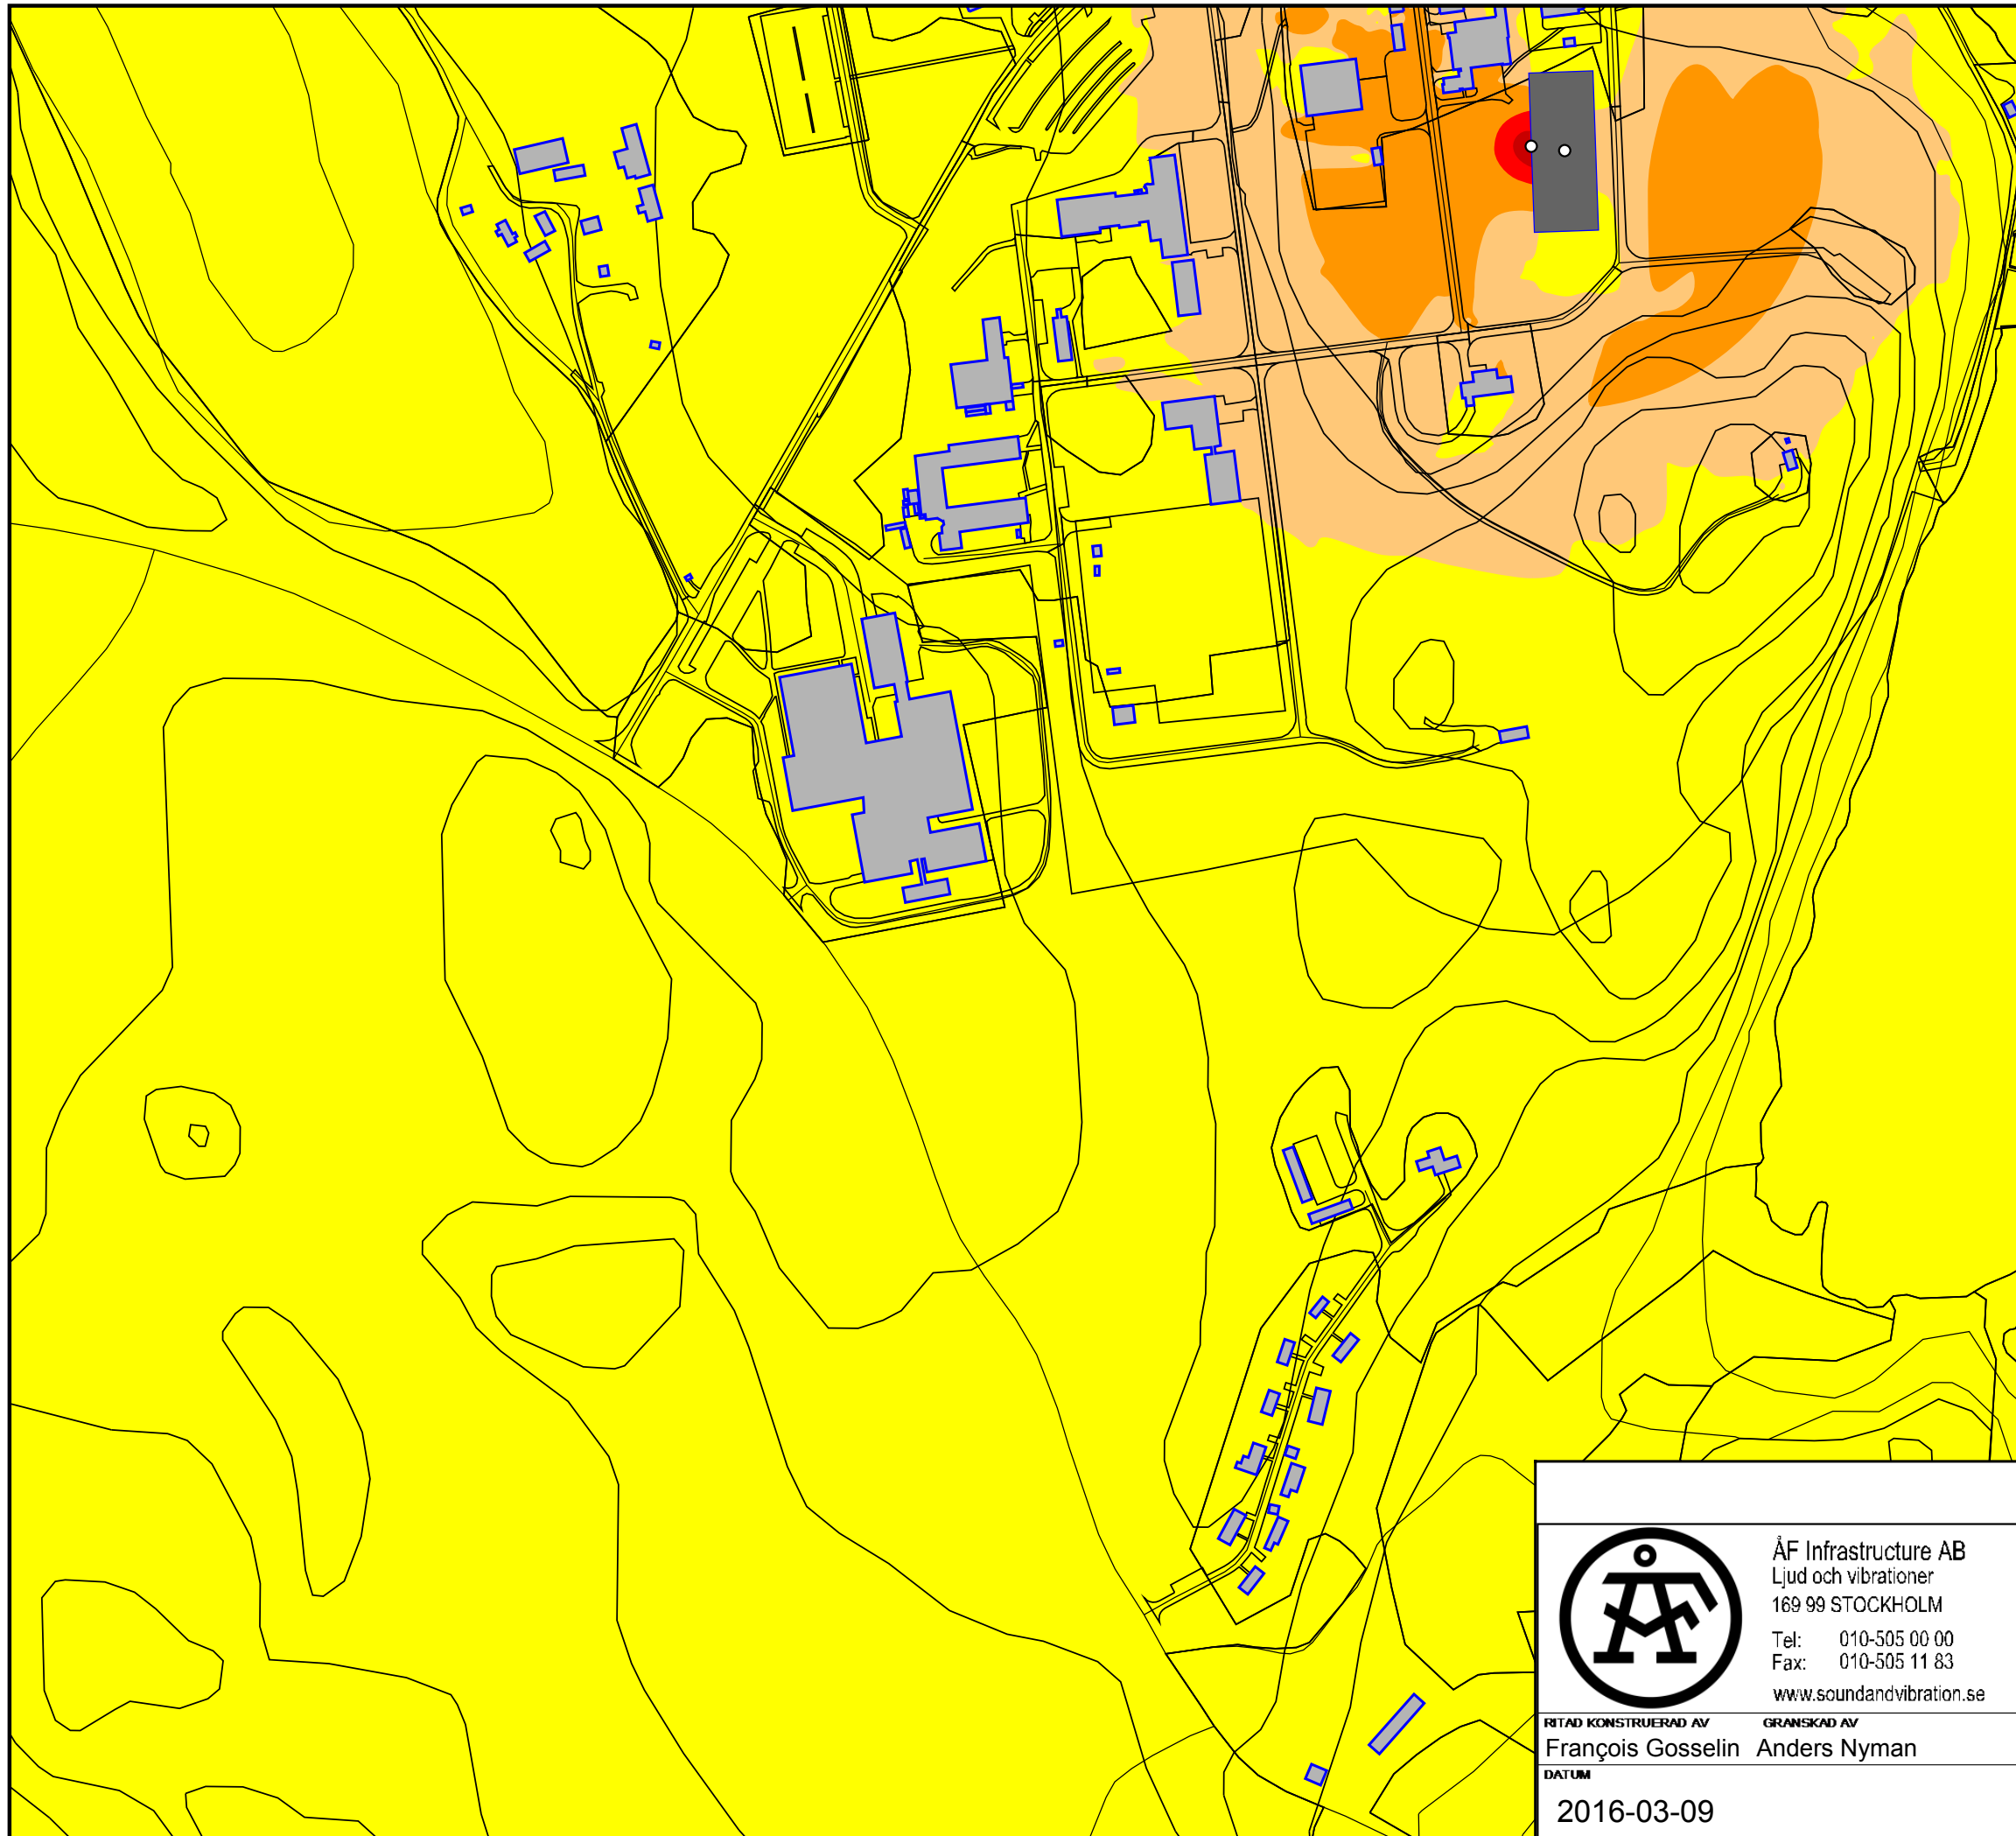 ÅF Infrastructure AB
Ljud och vibrationer
169 99 STOCKHOLM
Tel: 010-505 00 00
Fax: 010-505 11 83
www.soundandvibration.se
RITAD KONSTRUERAD AV GRANSKAD AV
François Gosselin Anders Nyman
DATUM
2016-03-09